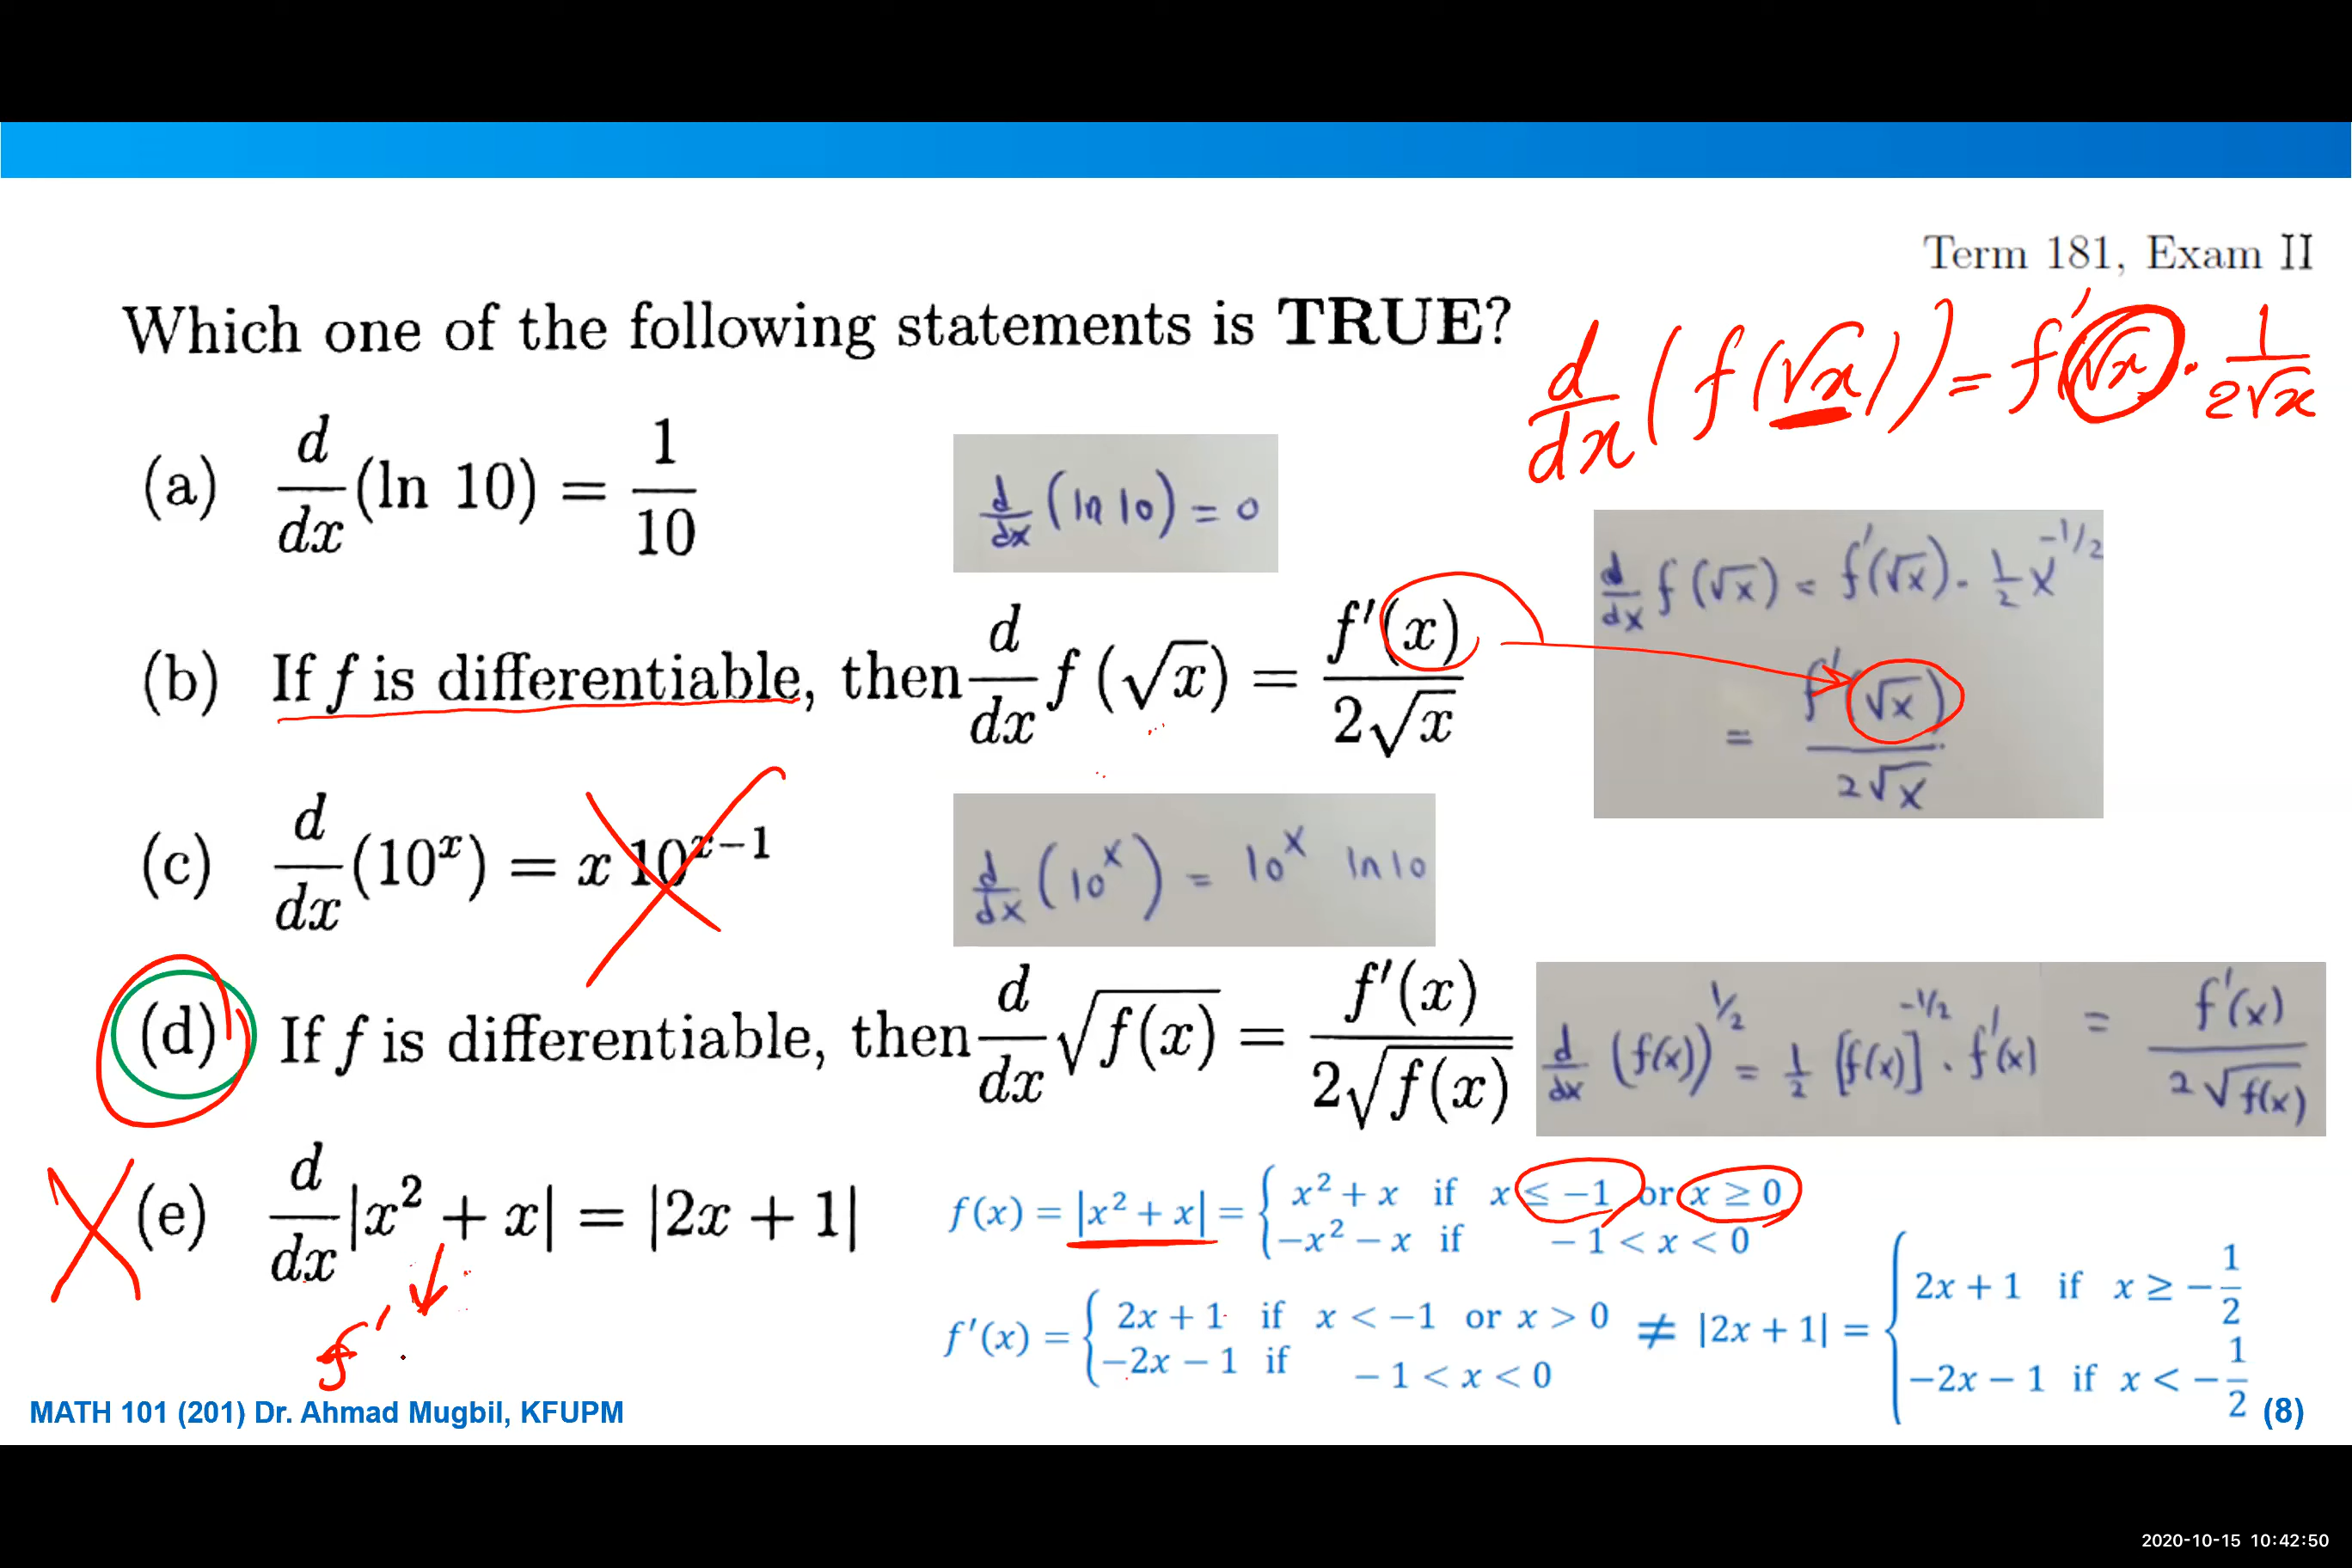 Term 181, Exam II
Which one of the following statements is TRUE?
d/dx (f(√x)) = f'(√x) · 1/2√x
(a) d/dx (ln 10) = 1/10
d/dx (ln 10) = 0
(b) If f is differentiable, then d/dx f(√x) = f'(x)/2√x
d/dx f(√x) = f'(√x) · 1/2 x^-1/2
= f'(√x)/2√x
(c) d/dx (10^x) = x 10^x−1
d/dx (10^x) = 10^x ln 10
(d) If f is differentiable, then d/dx √f(x) = f'(x)/2√f(x)
d/dx (f(x))^1/2 = 1/2 [f(x)]^-1/2 · f'(x) = f'(x)/2√f(x)
(e) d/dx |x² + x| = |2x + 1|
f(x) = |x² + x| = { x² + x if x ≤ −1 or x ≥ 0
−x² − x if −1 < x < 0
f'(x) = { 2x + 1 if x < −1 or x > 0
−2x − 1 if −1 < x < 0
≠ |2x + 1| = { 2x + 1 if x ≥ −1/2
−2x − 1 if x < −1/2
f'
MATH 101 (201) Dr. Ahmad Mugbil, KFUPM
(8)
2020-10-15 10:42:50